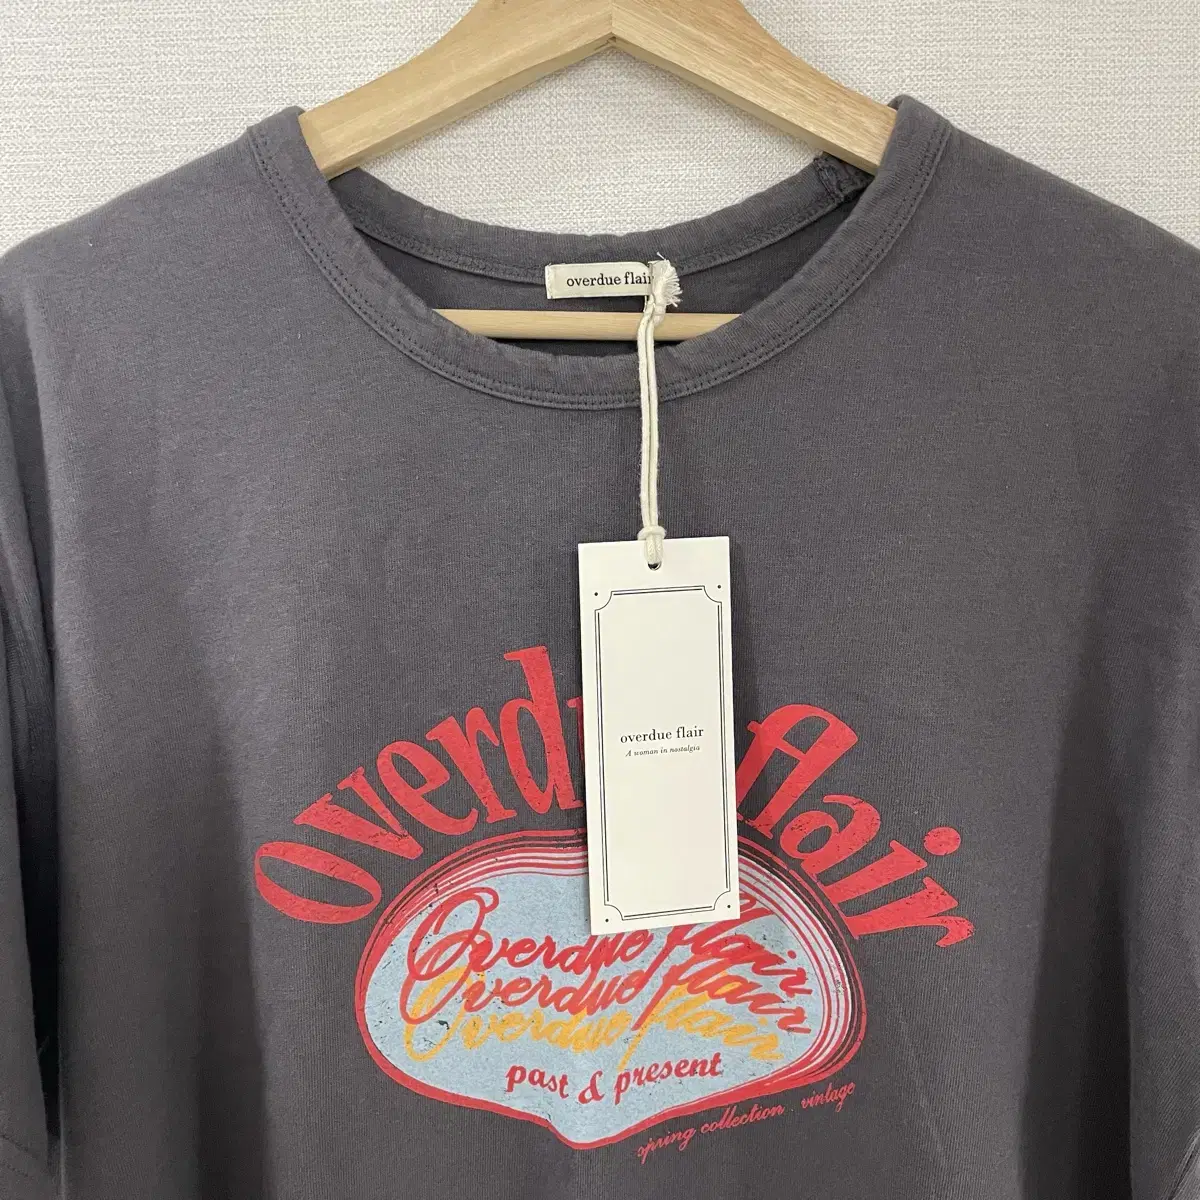 overdue flair
overdue flair
A woman in nostalgia
Overdue flair
Overdue flair
Overdue flair
Overdue flair
past & present
spring collection . vintage